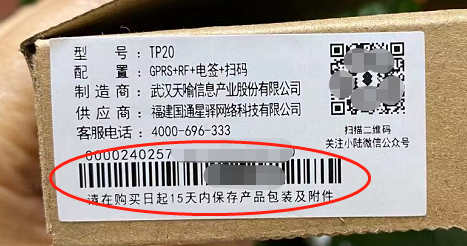 型 号： TP20
配 置： GPRS+RF+电签+扫码
制 造 商： 武汉天喻信息产业股份有限公司
供 应 商： 福建国通星驿网络科技有限公司
客服电话： 4000-696-333
扫描二维码
关注小陆微信公众号
0000240257
请在购买日起15天内保存产品包装及附件